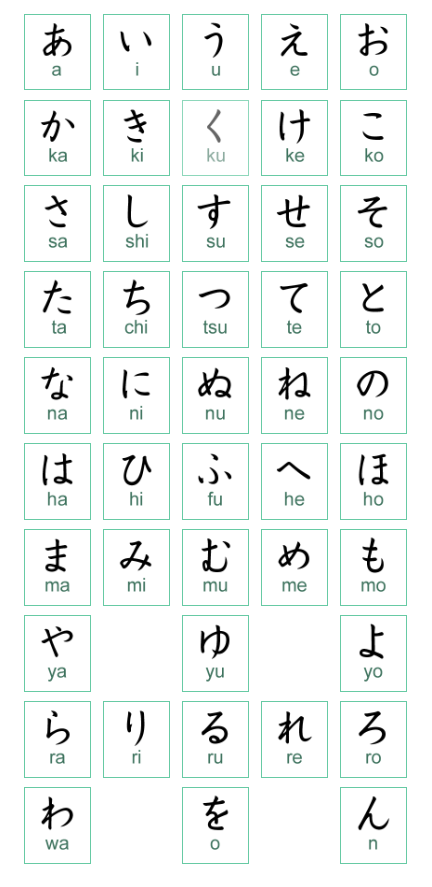 あ い う え お
a i u e o
か き く け こ
ka ki ku ke ko
さ し す せ そ
sa shi su se so
た ち つ て と
ta chi tsu te to
な に ぬ ね の
na ni nu ne no
は ひ ふ へ ほ
ha hi fu he ho
ま み む め も
ma mi mu me mo
や ゆ よ
ya yu yo
ら り る れ ろ
ra ri ru re ro
わ を ん
wa o n